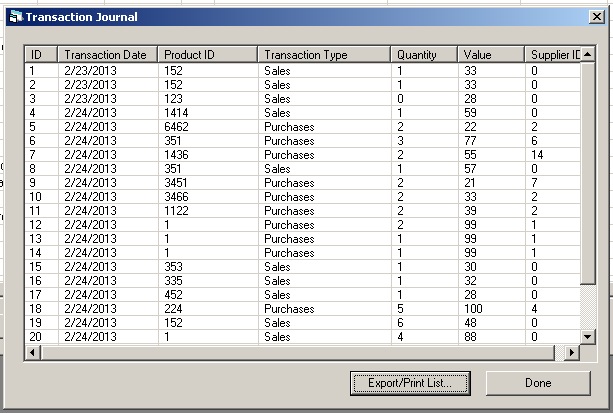 Transaction Journal
ID Transaction Date Product ID Transaction Type Quantity Value Supplier ID
1 2/23/2013 152 Sales 1 33 0
2 2/23/2013 152 Sales 1 33 0
3 2/23/2013 123 Sales 0 28 0
4 2/24/2013 1414 Sales 1 59 0
5 2/24/2013 6462 Purchases 2 22 2
6 2/24/2013 351 Purchases 3 77 6
7 2/24/2013 1436 Purchases 2 55 14
8 2/24/2013 351 Sales 1 57 0
9 2/24/2013 3451 Purchases 2 21 7
10 2/24/2013 3466 Purchases 2 33 2
11 2/24/2013 1122 Purchases 2 39 2
12 2/24/2013 1 Purchases 2 99 1
13 2/24/2013 1 Purchases 1 99 1
14 2/24/2013 1 Purchases 1 99 1
15 2/24/2013 353 Sales 1 30 0
16 2/24/2013 335 Sales 1 32 0
17 2/24/2013 452 Sales 1 28 0
18 2/24/2013 224 Purchases 5 100 4
19 2/24/2013 152 Sales 6 48 0
20 2/24/2013 1 Sales 4 88 0
Export/Print List... Done